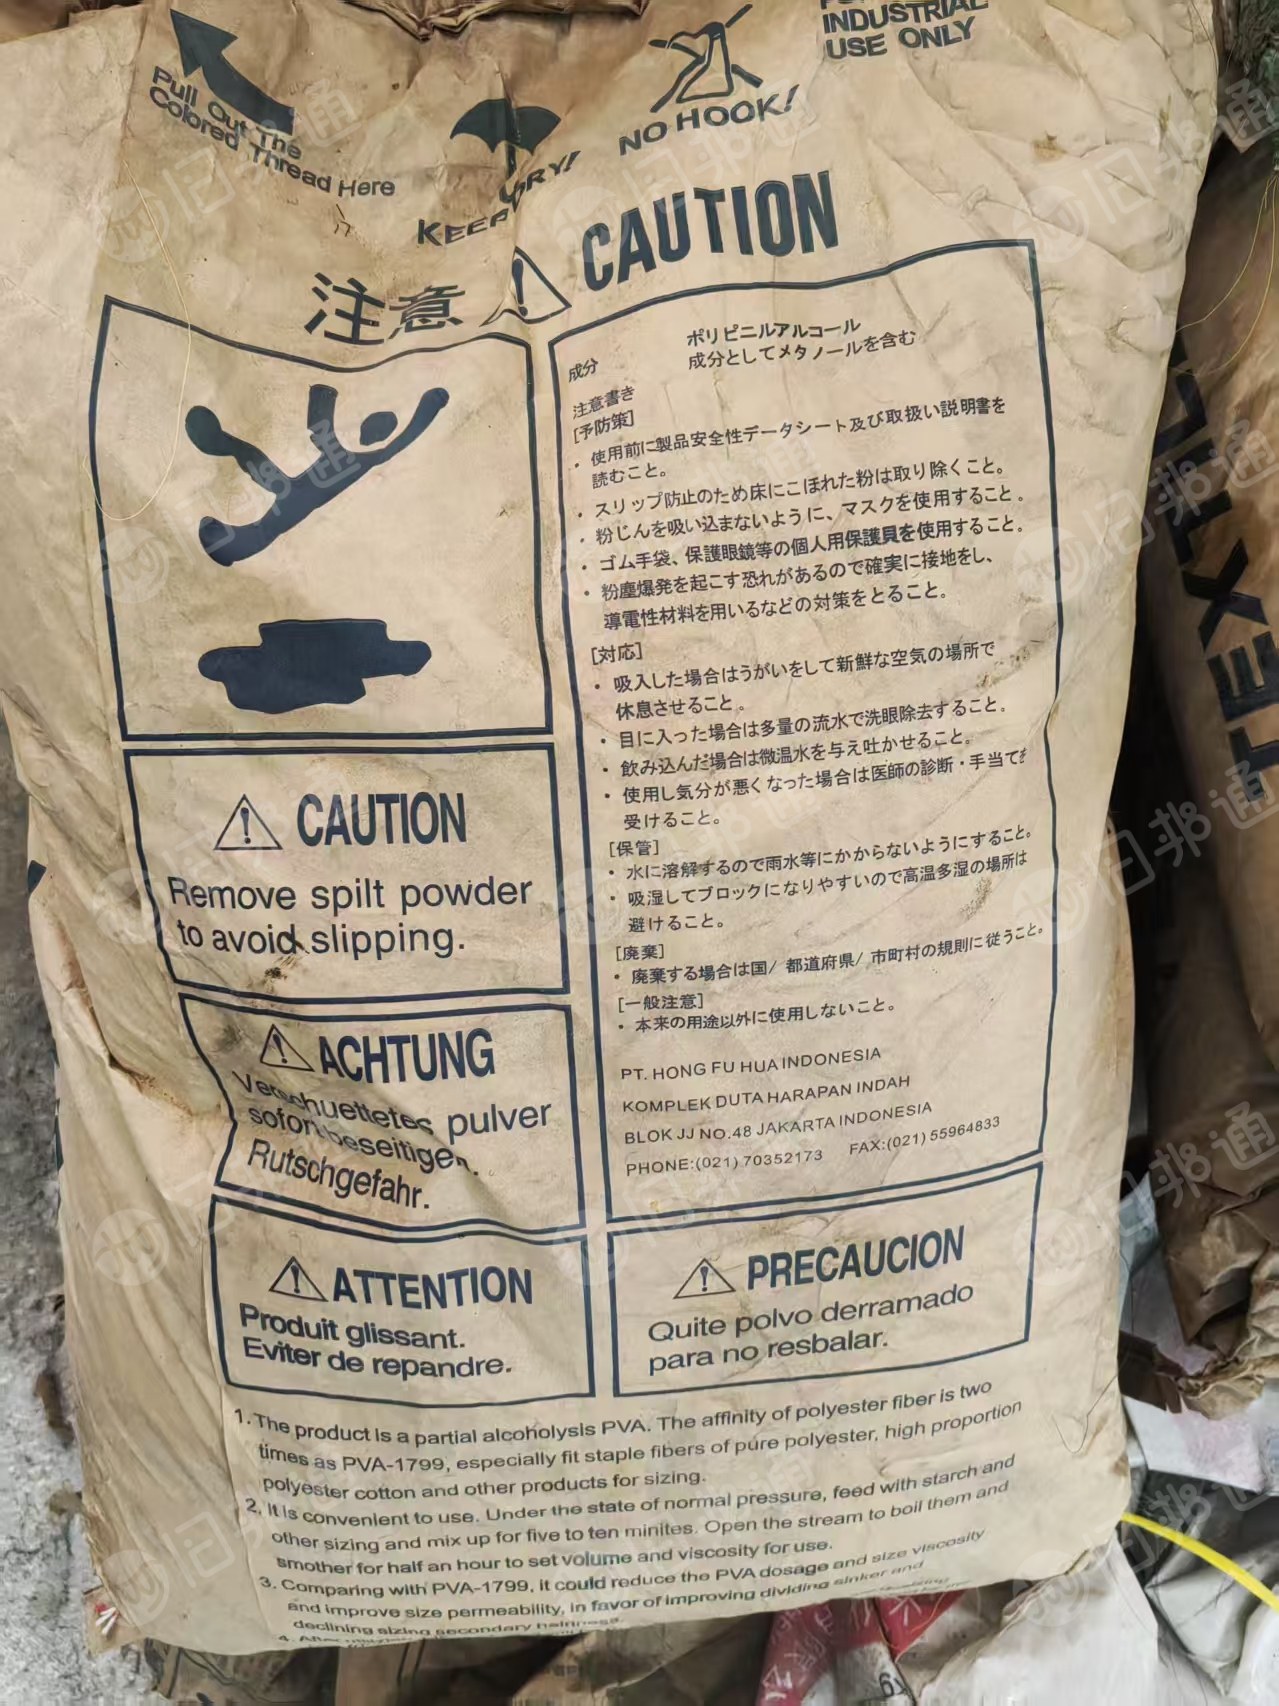 Pull Out The
Colored Thread Here
KEEP DRY!
NO HOOK!
INDUSTRIAL
USE ONLY
注意 CAUTION
成分
ポリビニルアルコール
成分としてメタノールを含む
注意書き
[予防策]
・使用前に製品安全性データシート及び取扱い説明書を
読むこと。
・スリップ防止のため床にこぼれた粉は取り除くこと。
・粉じんを吸い込まないように、マスクを使用すること。
・ゴム手袋、保護眼鏡等の個人用保護具を使用すること。
・粉塵爆発を起こす恐れがあるので確実に接地をし、
導電性材料を用いるなどの対策をとること。
[対応]
・吸入した場合はうがいをして新鮮な空気の場所で
休息させること。
・目に入った場合は多量の流水で洗眼除去すること。
・飲み込んだ場合は微温水を与え吐かせること。
・使用し気分が悪くなった場合は医師の診断・手当てを
受けること。
[保管]
・水に溶解するので雨水等にかからないようにすること。
・吸湿してブロックになりやすいので高温多湿の場所は
避けること。
[廃棄]
・廃棄する場合は国/都道府県/市町村の規則に従うこと。
[一般注意]
・本来の用途以外に使用しないこと。
PT. HONG FU HUA INDONESIA
KOMPLEK DUTA HARAPAN INDAH
BLOK JJ NO.48 JAKARTA INDONESIA
PHONE:(021) 70352173 FAX:(021) 55964833
CAUTION
Remove spilt powder
to avoid slipping.
ACHTUNG
Verschuettetes pulver
sofort beseitigen.
Rutschgefahr.
ATTENTION
Produit glissant.
Eviter de repandre.
PRECAUCION
Quite polvo derramado
para no resbalar.
1. The product is a partial alcoholysis PVA. The affinity of polyester fiber is two
times as PVA-1799, especially fit staple fibers of pure polyester, high proportion
polyester cotton and other products for sizing.
2. It is convenient to use. Under the state of normal pressure, feed with starch and
other sizing and mix up for five to ten minites. Open the stream to boil them and
smother for half an hour to set volume and viscosity for use.
3. Comparing with PVA-1799, it could reduce the PVA dosage and size viscosity
and improve size permeability, in favor of improving dividing sinker and
declining sizing secondary hairiness.
4. After
旧邦通